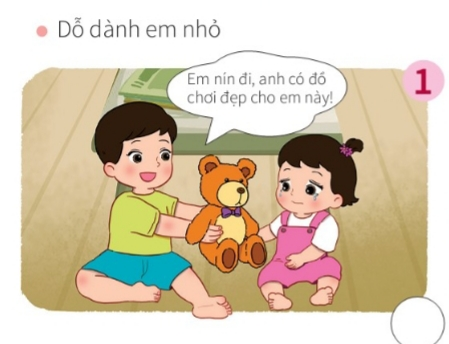 Dỗ dành em nhỏ
Em nín đi, anh có đồ
chơi đẹp cho em này!
1